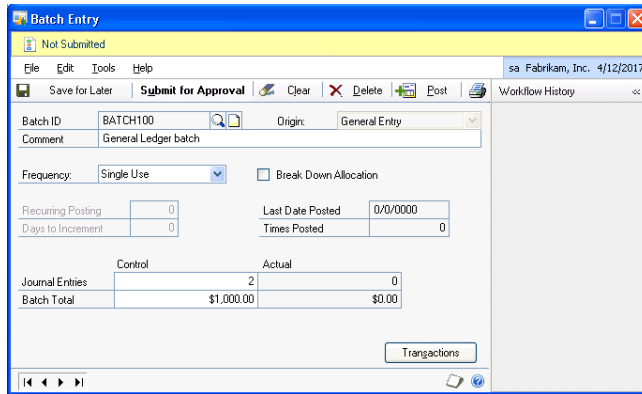 Batch Entry
Not Submitted
File Edit Tools Help sa Fabrikam, Inc. 4/12/2017
Save for Later Submit for Approval Clear Delete Post Workflow History «
Batch ID BATCH100 Origin: General Entry
Comment General Ledger batch
Frequency: Single Use Break Down Allocation
Recurring Posting 0 Last Date Posted 0/0/0000
Days to Increment 0 Times Posted 0
Control Actual
Journal Entries 2 0
Batch Total $1,000.00 $0.00
Transactions